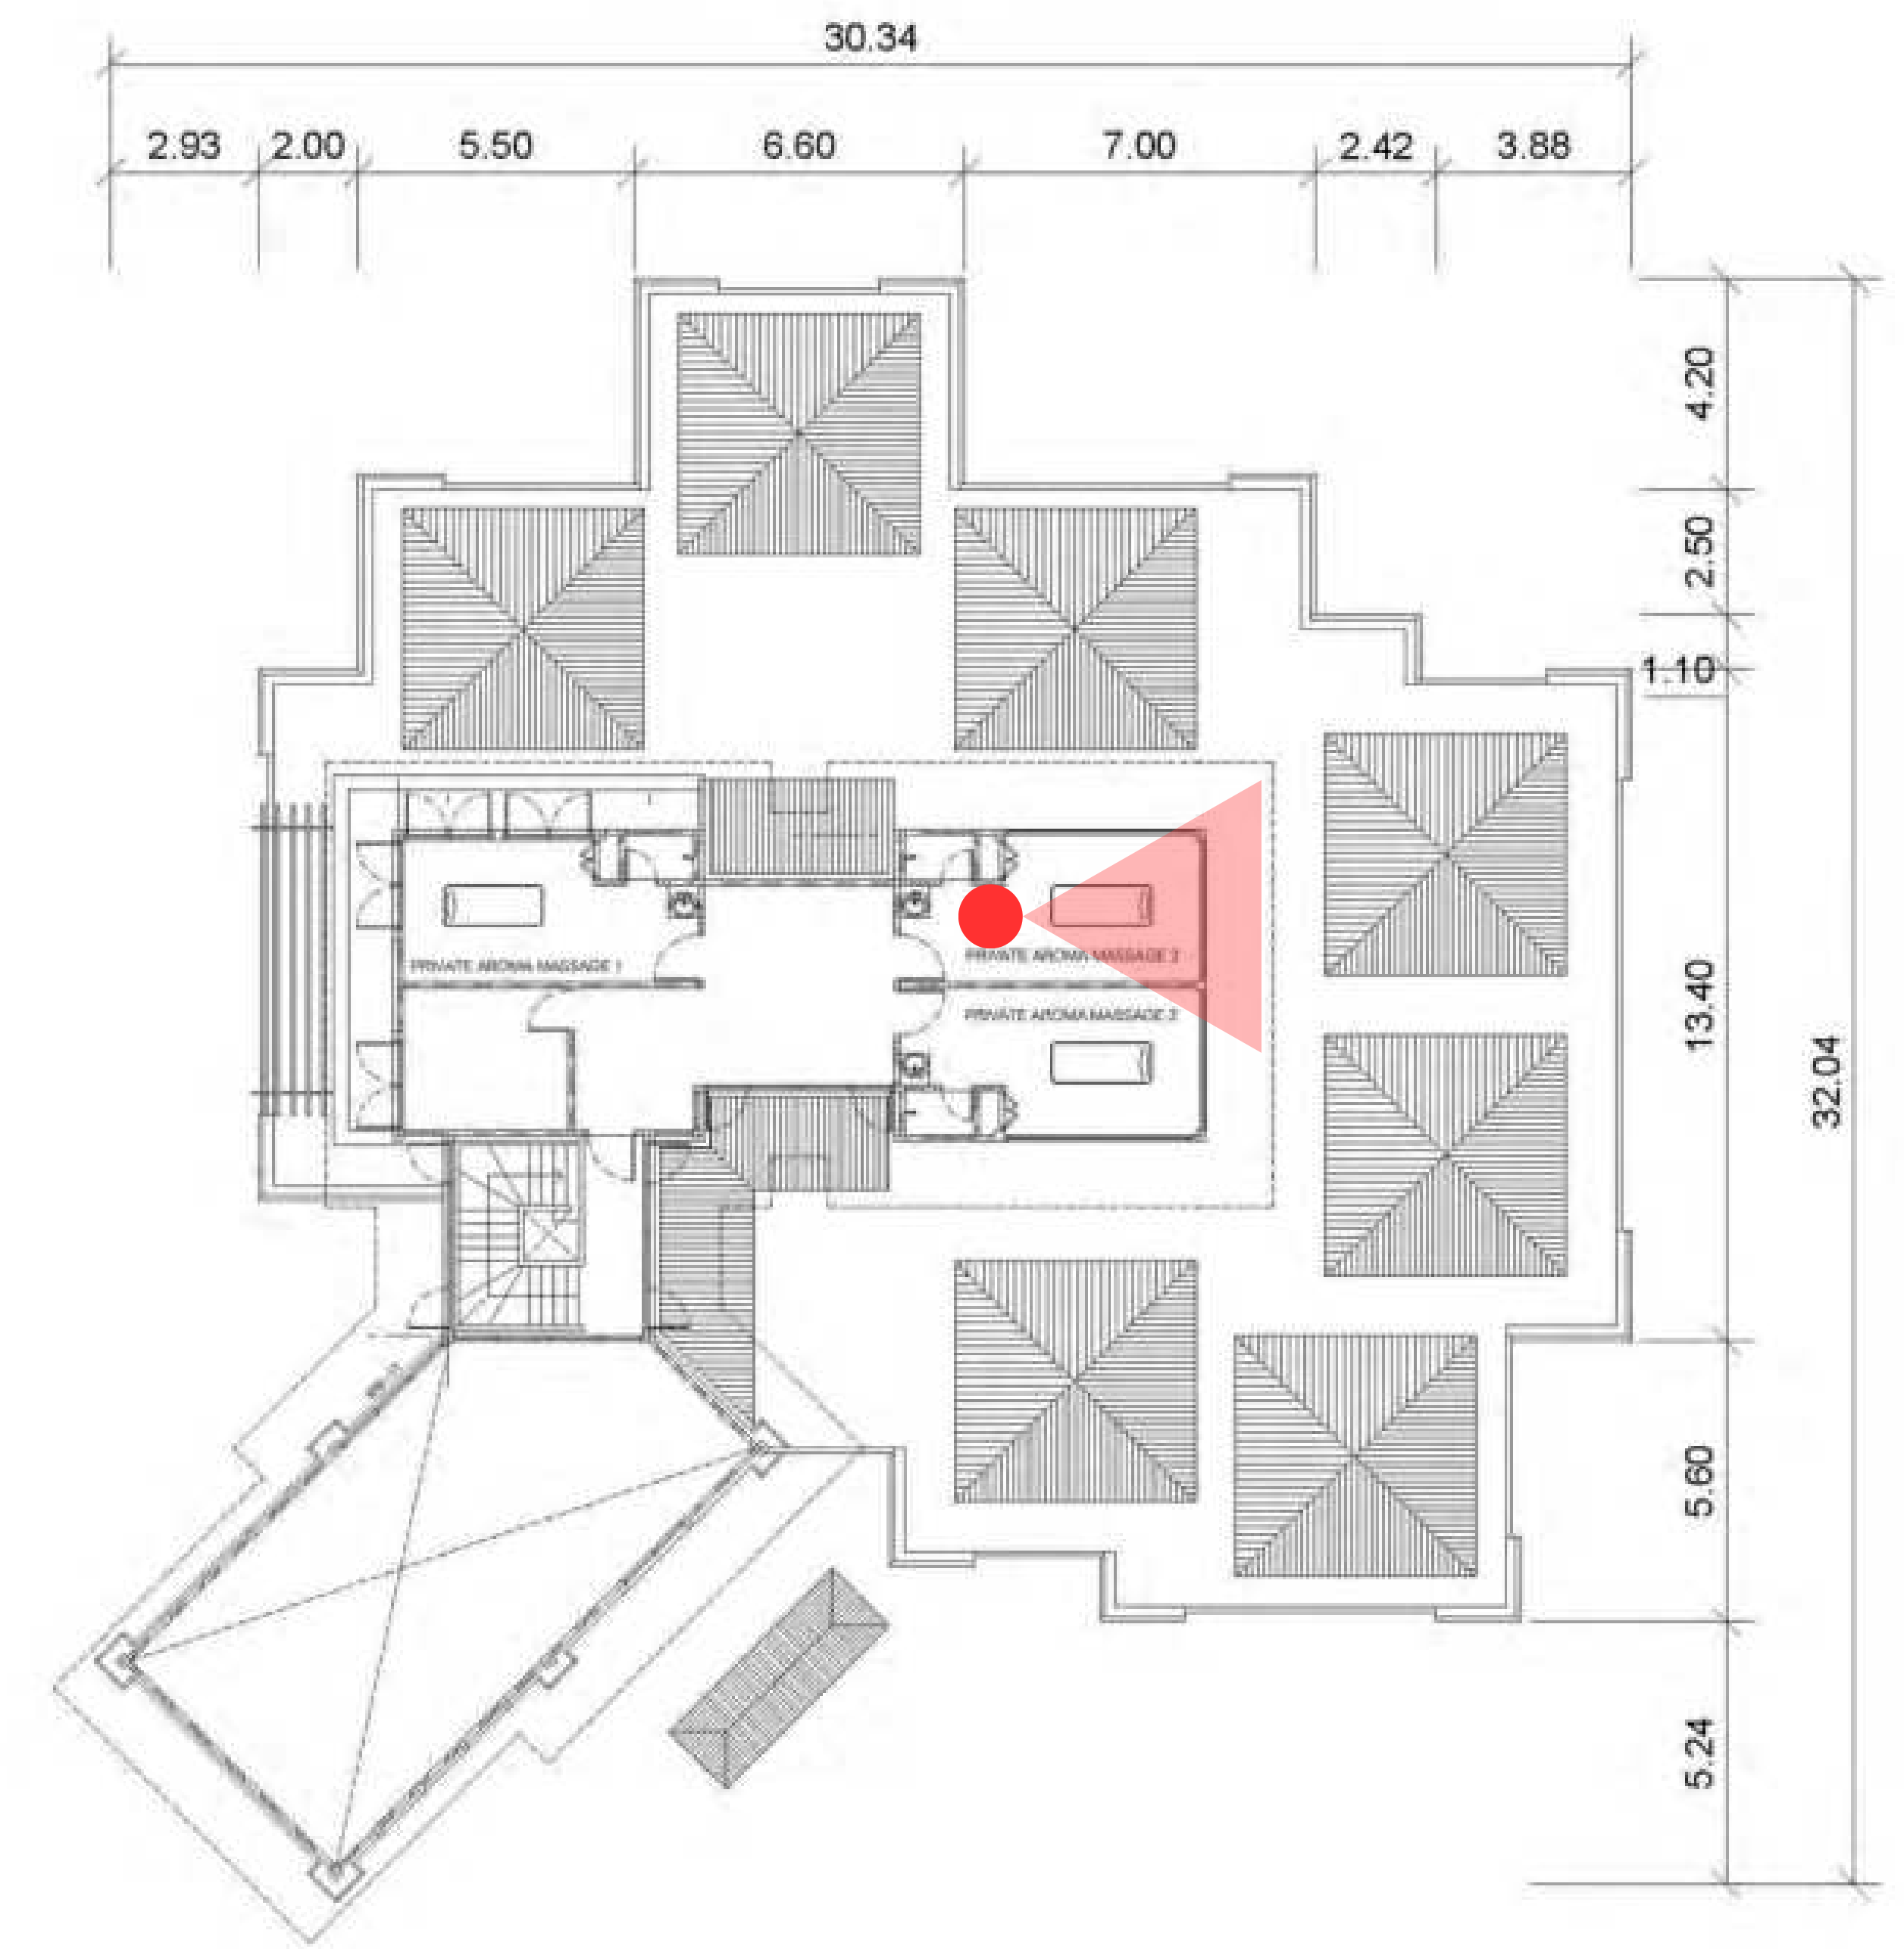 30.34
2.93 2.00 5.50 6.60 7.00 2.42 3.88
4.20
2.50
1.10
13.40
32.04
5.60
5.24
PRIVATE AROMA MASSAGE 1
PRIVATE AROMA MASSAGE 2
PRIVATE AROMA MASSAGE 3